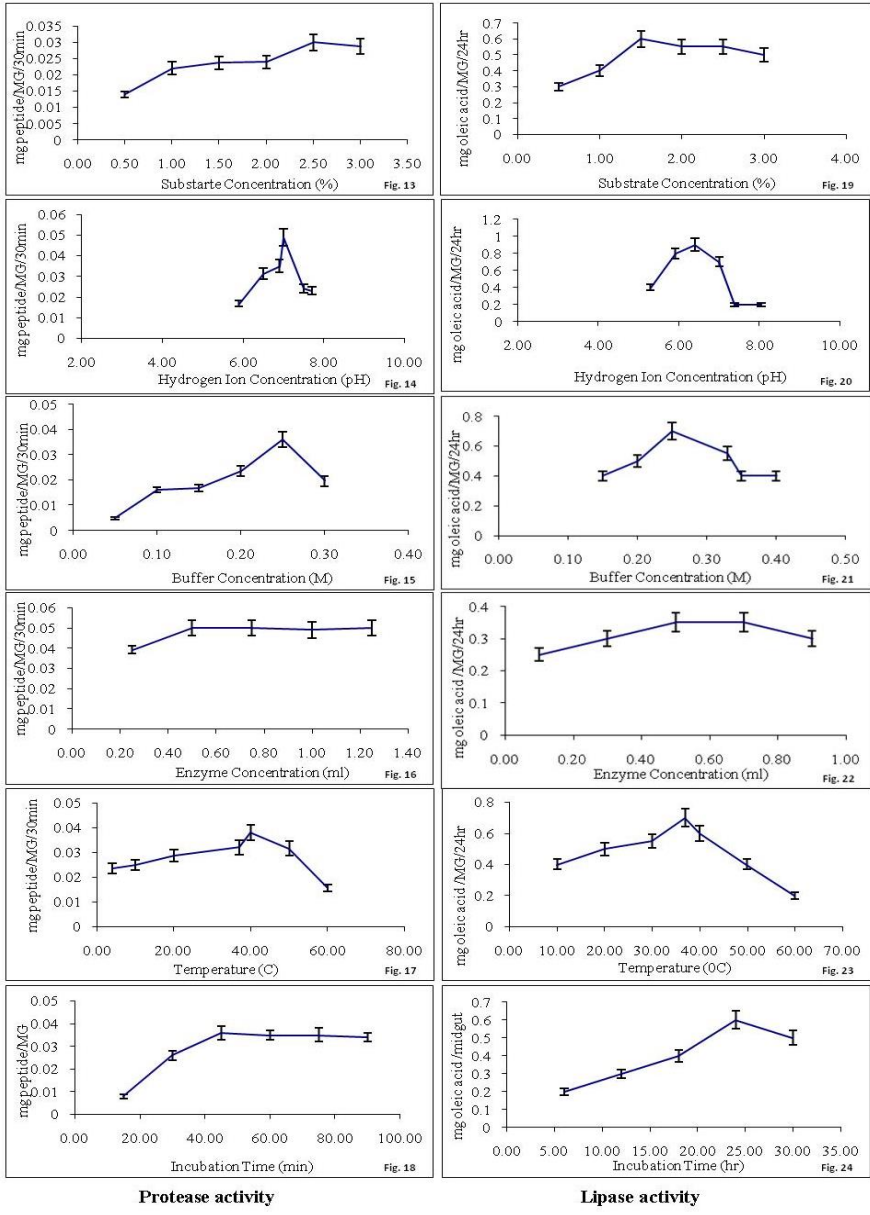 mg peptide/MG/30min
0.035
0.03
0.025
0.02
0.015
0.01
0.005
0
0.00 0.50 1.00 1.50 2.00 2.50 3.00 3.50
Substarte Concentration (%)
Fig. 13
mg oleic acid/MG/24hr
0.7
0.6
0.5
0.4
0.3
0.2
0.1
0
0.00 1.00 2.00 3.00 4.00
Substrate Concentration (%)
Fig. 19
mg peptide/MG/30min
0.06
0.05
0.04
0.03
0.02
0.01
0
2.00 4.00 6.00 8.00 10.00
Hydrogen Ion Concentration (pH)
Fig. 14
mg oleic acid/MG/24hr
1.2
1
0.8
0.6
0.4
0.2
0
2.00 4.00 6.00 8.00 10.00
Hydrogen Ion Concentration (pH)
Fig. 20
mg peptide/MG/30min
0.05
0.04
0.03
0.02
0.01
0
0.00 0.10 0.20 0.30 0.40
Buffer Concentration (M)
Fig. 15
mg oleic acid/MG/24hr
0.8
0.6
0.4
0.2
0
0.00 0.10 0.20 0.30 0.40 0.50
Buffer Concentration (M)
Fig. 21
mg peptide/MG/30min
0.06
0.05
0.04
0.03
0.02
0.01
0
0.00 0.20 0.40 0.60 0.80 1.00 1.20 1.40
Enzyme Concentration (ml)
Fig. 16
mg oleic acid /MG/24hr
0.4
0.3
0.2
0.1
0
0.00 0.20 0.40 0.60 0.80 1.00
Enzyme Concentration (ml)
Fig. 22
mg peptide/MG/30min
0.05
0.04
0.03
0.02
0.01
0
0.00 20.00 40.00 60.00 80.00
Temperature (C)
Fig. 17
mg oleic acid /MG/24hr
0.8
0.6
0.4
0.2
0
0.00 10.00 20.00 30.00 40.00 50.00 60.00 70.00
Temperature (0C)
Fig. 23
mg peptide/MG
0.05
0.04
0.03
0.02
0.01
0
0.00 20.00 40.00 60.00 80.00 100.00
Incubation Time (min)
Fig. 18
mg oleic acid /midgut
0.7
0.6
0.5
0.4
0.3
0.2
0.1
0
0.00 5.00 10.00 15.00 20.00 25.00 30.00 35.00
Incubation Time (hr)
Fig. 24
Protease activity
Lipase activity